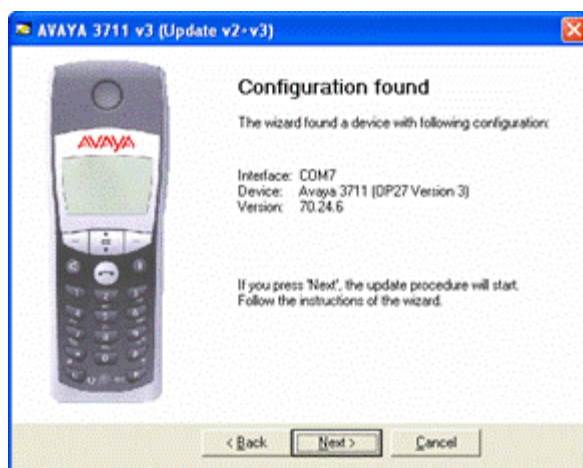 AVAYA 3711 v3 (Update v2-v3)
AVAYA
Configuration found
The wizard found a device with following configuration:
Interface: COM7
Device: Avaya 3711 (DP27 Version 3)
Version: 70.24.6
If you press 'Next', the update procedure will start.
Follow the instructions of the wizard.
< Back Next > Cancel